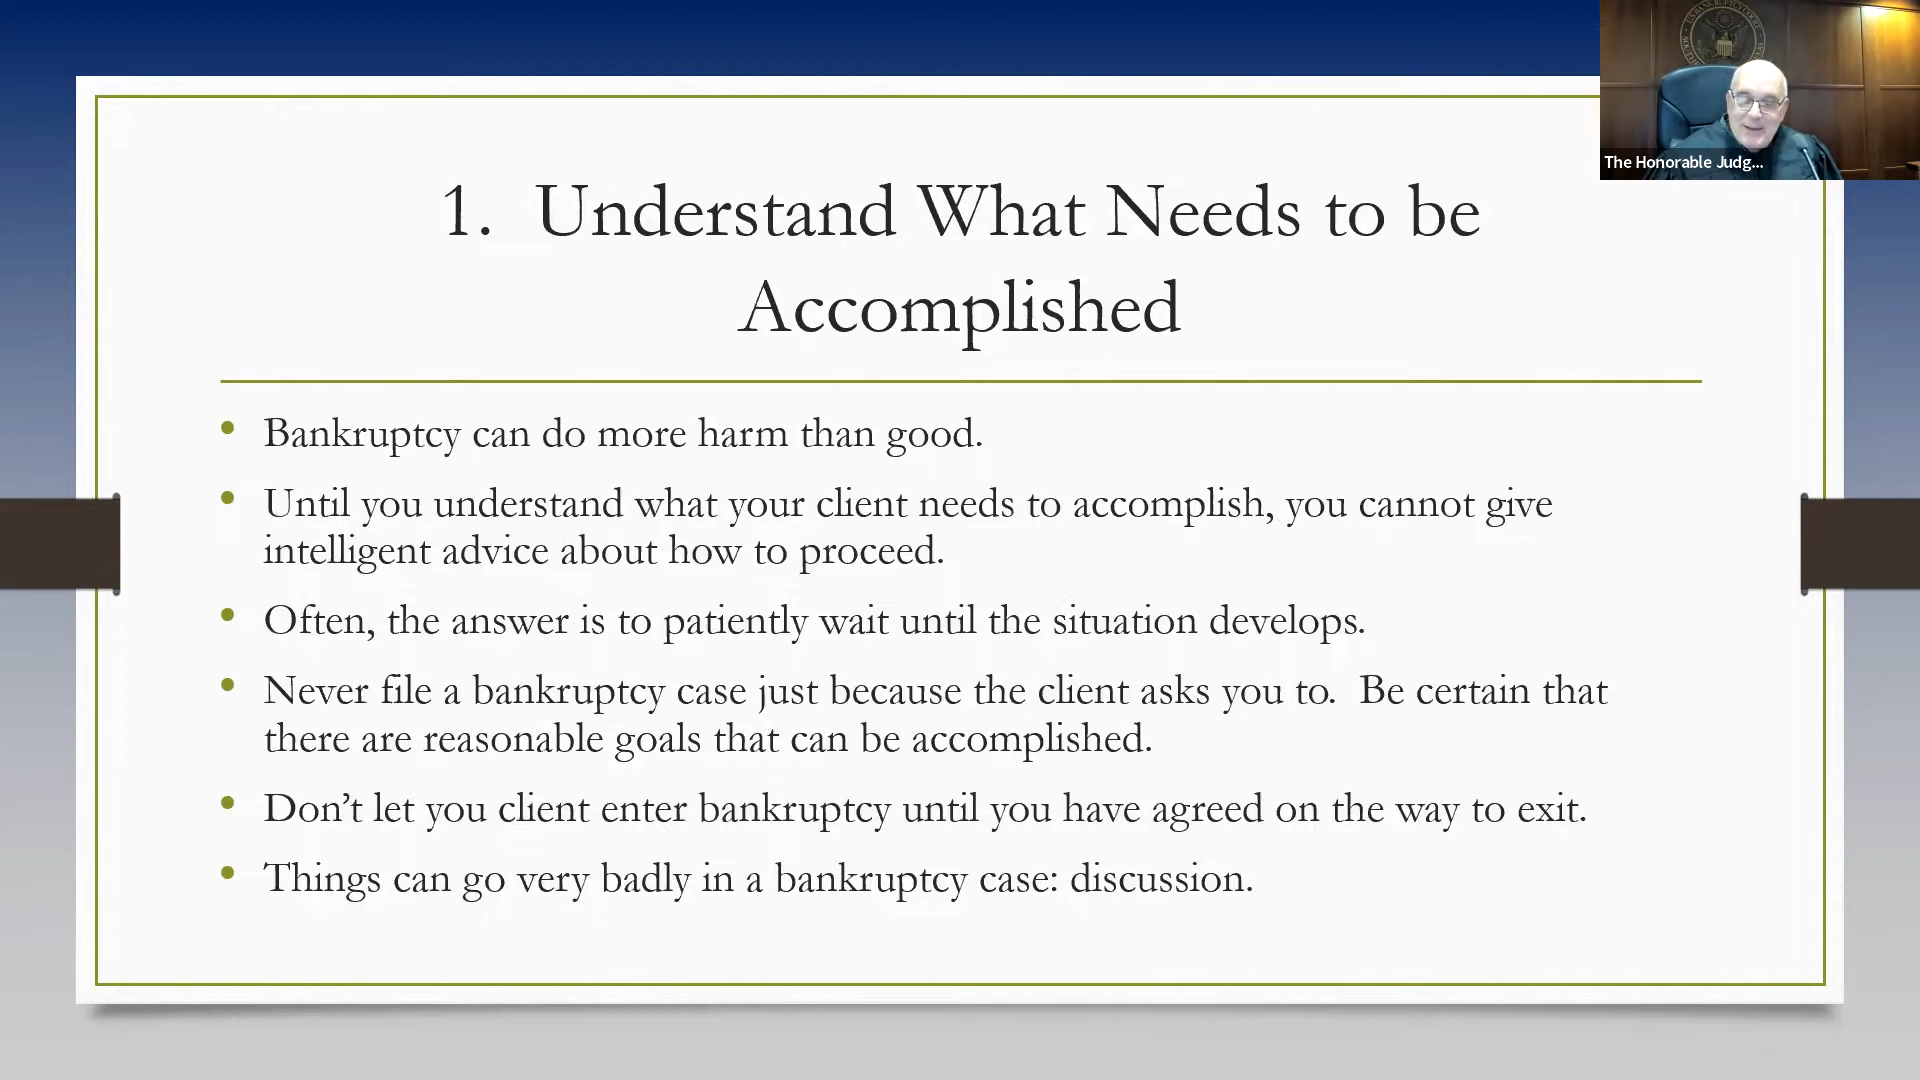 1. Understand What Needs to be
Accomplished
• Bankruptcy can do more harm than good.
• Until you understand what your client needs to accomplish, you cannot give
intelligent advice about how to proceed.
• Often, the answer is to patiently wait until the situation develops.
• Never file a bankruptcy case just because the client asks you to.  Be certain that
there are reasonable goals that can be accomplished.
• Don’t let you client enter bankruptcy until you have agreed on the way to exit.
• Things can go very badly in a bankruptcy case: discussion.
The Honorable Judg...